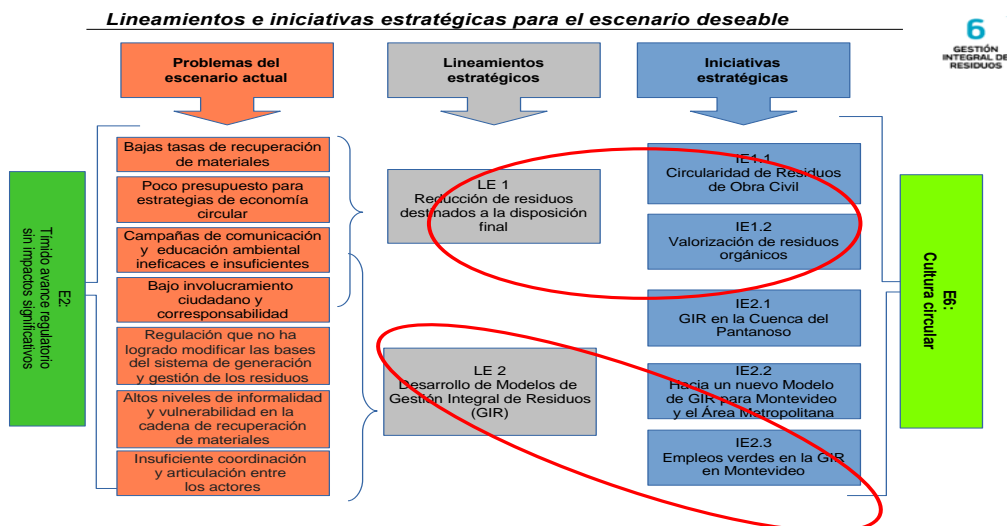 Lineamientos e iniciativas estratégicas para el escenario deseable
6
GESTIÓN
INTEGRAL DE
RESIDUOS
Problemas del
escenario actual
Lineamientos
estratégicos
Iniciativas
estratégicas
E2:
Tímido avance regulatorio
sin impactos significativos
Bajas tasas de recuperación
de materiales
Poco presupuesto para
estrategias de economía
circular
Campañas de comunicación
y educación ambiental
ineficaces e insuficientes
Bajo involucramiento
ciudadano y
corresponsabilidad
Regulación que no ha
logrado modificar las bases
del sistema de generación
y gestión de los residuos
Altos niveles de informalidad
y vulnerabilidad en la
cadena de recuperación
de materiales
Insuficiente coordinación
y articulación entre
los actores
LE 1
Reducción de residuos
destinados a la disposición
final
LE 2
Desarrollo de Modelos de
Gestión Integral de Residuos
(GIR)
IE1.1
Circularidad de Residuos
de Obra Civil
IE1.2
Valorización de residuos
orgánicos
IE2.1
GIR en la Cuenca del
Pantanoso
IE2.2
Hacia un nuevo Modelo
de GIR para Montevideo
y el Área Metropolitana
IE2.3
Empleos verdes en la GIR
en Montevideo
E6:
Cultura circular